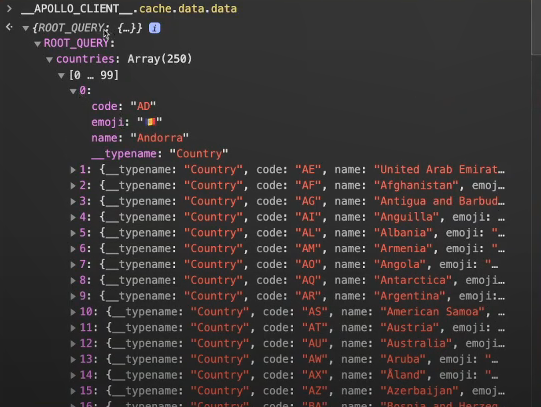 > __APOLLO_CLIENT__.cache.data.data
{ROOT_QUERY: {…}} i
ROOT_QUERY:
countries: Array(250)
[0 … 99]
0:
code: "AD"
emoji: "🇦🇩"
name: "Andorra"
__typename: "Country"
1: {__typename: "Country", code: "AE", name: "United Arab Emirat…
2: {__typename: "Country", code: "AF", name: "Afghanistan", emoj…
3: {__typename: "Country", code: "AG", name: "Antigua and Barbud…
4: {__typename: "Country", code: "AI", name: "Anguilla", emoji: "…
5: {__typename: "Country", code: "AL", name: "Albania", emoji: "…
6: {__typename: "Country", code: "AM", name: "Armenia", emoji: "…
7: {__typename: "Country", code: "AO", name: "Angola", emoji: "…
8: {__typename: "Country", code: "AQ", name: "Antarctica", emoji…
9: {__typename: "Country", code: "AR", name: "Argentina", emoji:…
10: {__typename: "Country", code: "AS", name: "American Samoa", …
11: {__typename: "Country", code: "AT", name: "Austria", emoji: …
12: {__typename: "Country", code: "AU", name: "Australia", emoji…
13: {__typename: "Country", code: "AW", name: "Aruba", emoji: "…
14: {__typename: "Country", code: "AX", name: "Åland", emoji: "…
15: {__typename: "Country", code: "AZ", name: "Azerbaijan", emoj…
16: {__typename: "Country", code: "BA", name: "Bosnia and Herzeg…